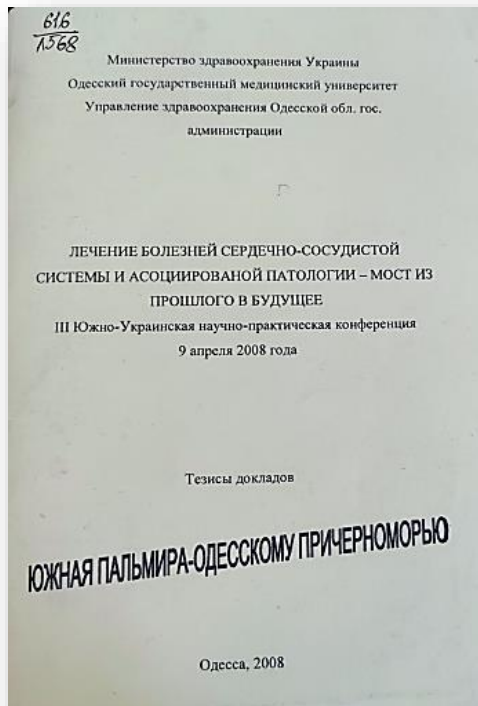 616
1568
Министерство здравоохранения Украины
Одесский государственный медицинский университет
Управление здравоохранения Одесской обл. гос.
администрации
ЛЕЧЕНИЕ БОЛЕЗНЕЙ СЕРДЕЧНО-СОСУДИСТОЙ
СИСТЕМЫ И АСОЦИИРОВАНОЙ ПАТОЛОГИИ – МОСТ ИЗ
ПРОШЛОГО В БУДУЩЕЕ
III Южно-Украинская научно-практическая конференция
9 апреля 2008 года
Тезисы докладов
ЮЖНАЯ ПАЛЬМИРА-ОДЕССКОМУ ПРИЧЕРНОМОРЬЮ
Одесса, 2008